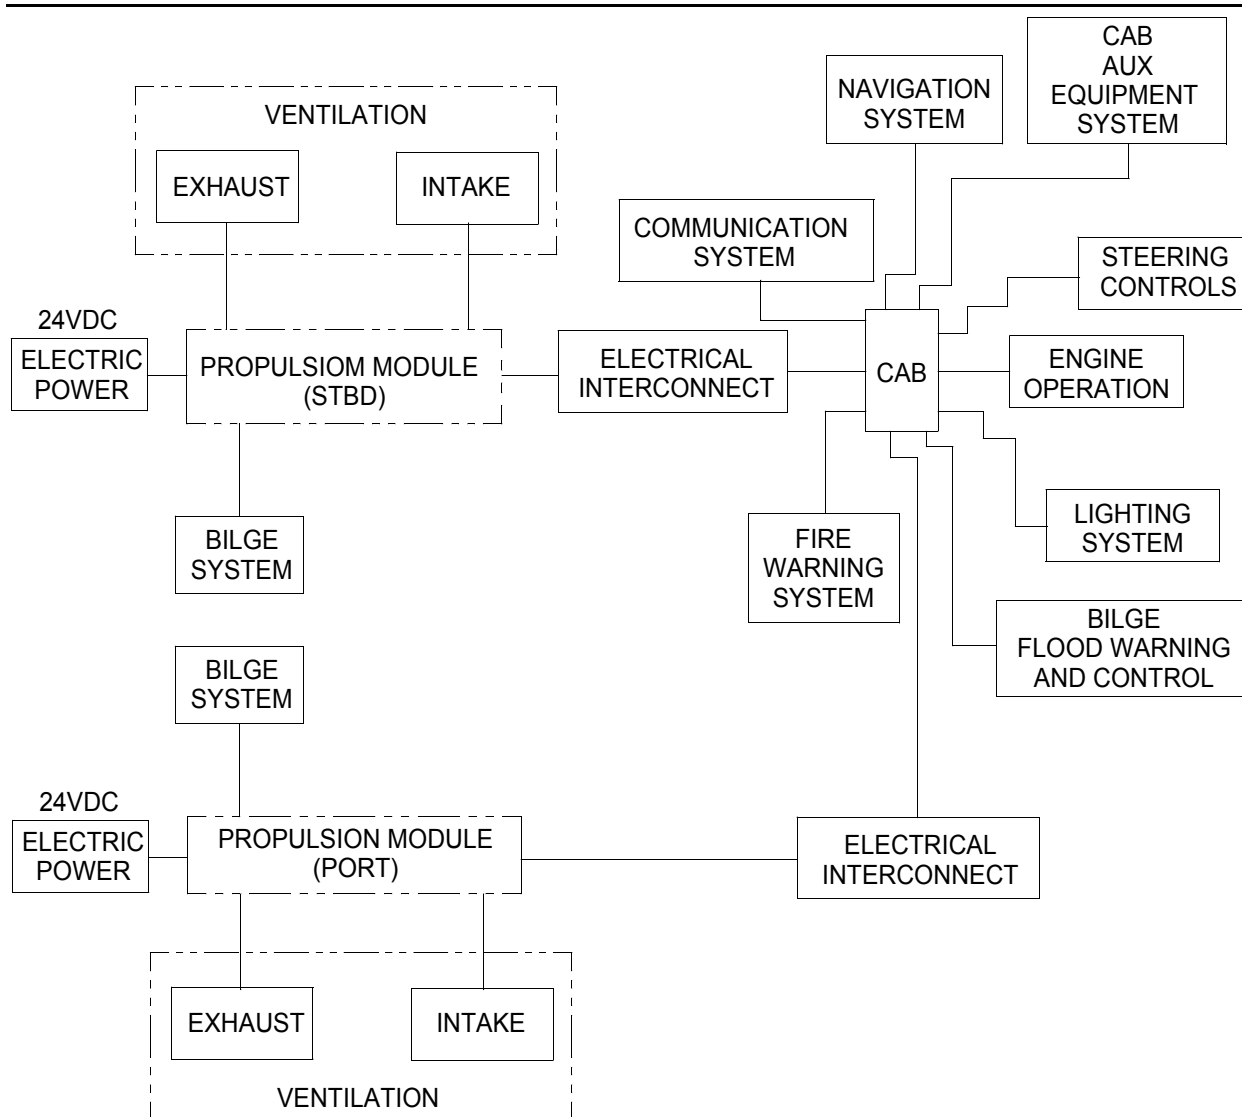 CAB
AUX
EQUIPMENT
SYSTEM
NAVIGATION
SYSTEM
VENTILATION
EXHAUST
INTAKE
COMMUNICATION
SYSTEM
STEERING
CONTROLS
24VDC
ELECTRIC
POWER
PROPULSIOM MODULE
(STBD)
ELECTRICAL
INTERCONNECT
CAB
ENGINE
OPERATION
BILGE
SYSTEM
FIRE
WARNING
SYSTEM
LIGHTING
SYSTEM
BILGE
FLOOD WARNING
AND CONTROL
BILGE
SYSTEM
24VDC
ELECTRIC
POWER
PROPULSION MODULE
(PORT)
ELECTRICAL
INTERCONNECT
EXHAUST
INTAKE
VENTILATION